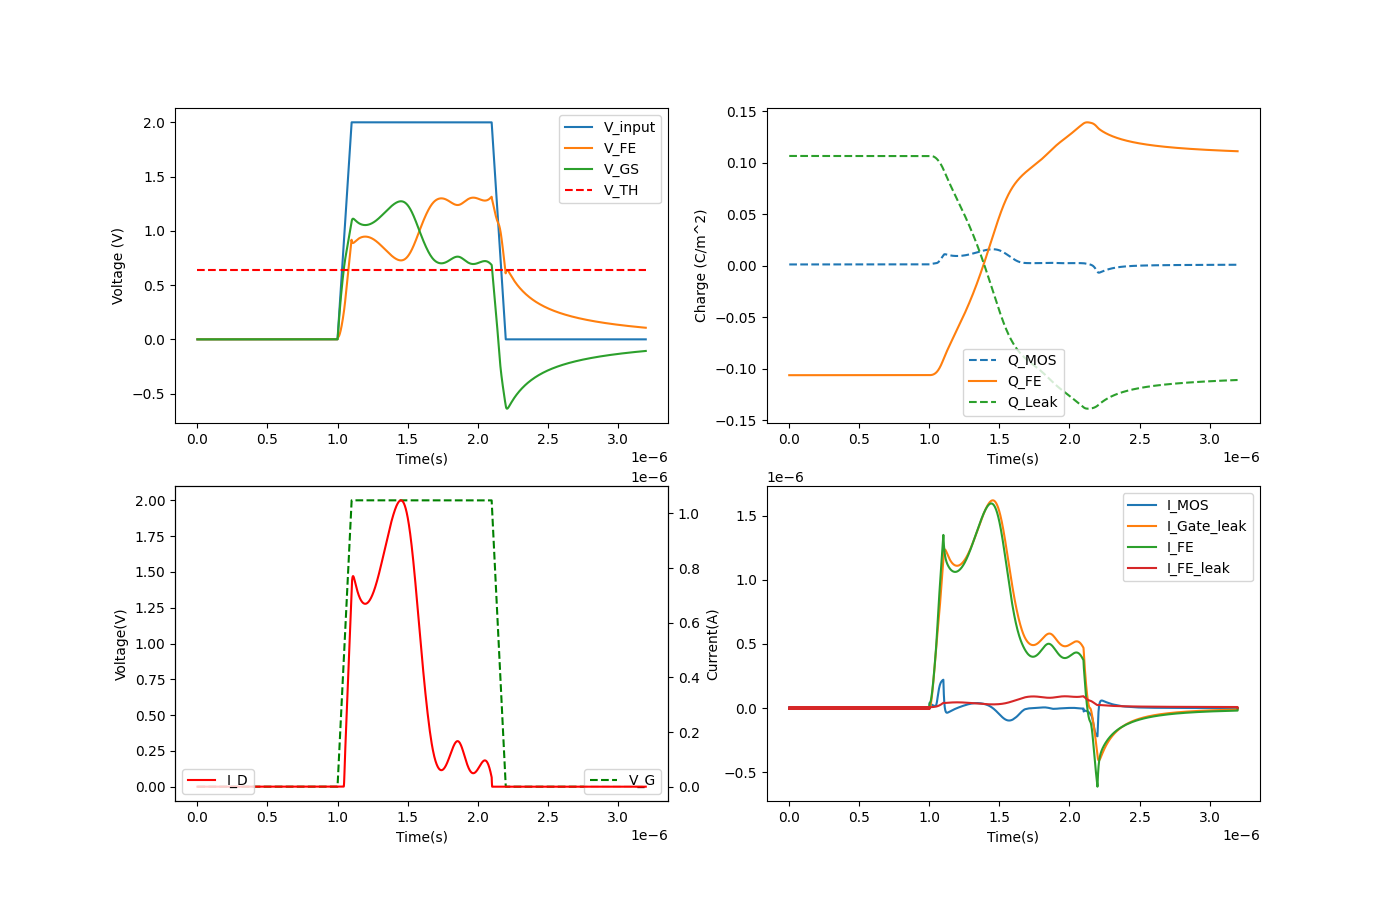 2.0
1.5
1.0
0.5
0.0
−0.5
Voltage (V)
V_input
V_FE
V_GS
V_TH
0.0 0.5 1.0 1.5 2.0 2.5 3.0
Time(s)
1e−6
0.15
0.10
0.05
0.00
−0.05
−0.10
−0.15
Charge (C/m^2)
Q_MOS
Q_FE
Q_Leak
0.0 0.5 1.0 1.5 2.0 2.5 3.0
Time(s)
1e−6
1e−6
2.00
1.75
1.50
1.25
1.00
0.75
0.50
0.25
0.00
Voltage(V)
I_D
V_G
1.0
0.8
0.6
0.4
0.2
0.0
Current(A)
0.0 0.5 1.0 1.5 2.0 2.5 3.0
Time(s)
1e−6
1e−6
1.5
1.0
0.5
0.0
−0.5
I_MOS
I_Gate_leak
I_FE
I_FE_leak
0.0 0.5 1.0 1.5 2.0 2.5 3.0
Time(s)
1e−6